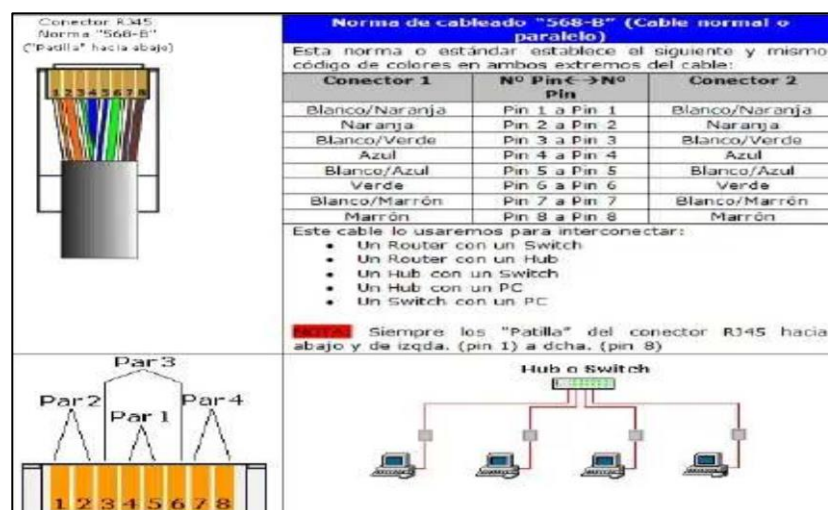 Conector RJ45
Norma "568-B"
("Patilla" hacia abajo)
1 2 3 4 5 6 7 8
Norma de cableado "568-B" (Cable normal o
paralelo)
Esta norma o estándar establece el siguiente y mismo
código de colores en ambos extremos del cable:
Conector 1 Nº Pin←→Nº Pin Conector 2
Blanco/Naranja Pin 1 a Pin 1 Blanco/Naranja
Naranja Pin 2 a Pin 2 Naranja
Blanco/Verde Pin 3 a Pin 3 Blanco/Verde
Azul Pin 4 a Pin 4 Azul
Blanco/Azul Pin 5 a Pin 5 Blanco/Azul
Verde Pin 6 a Pin 6 Verde
Blanco/Marrón Pin 7 a Pin 7 Blanco/Marrón
Marrón Pin 8 a Pin 8 Marrón
Este cable lo usaremos para interconectar:
• Un Router con un Switch
• Un Router con un Hub
• Un Hub con un Switch
• Un Hub con un PC
• Un Switch con un PC
NOTA: Siempre los "Patilla" del conector RJ45 hacia
abajo y de izqda. (pin 1) a dcha. (pin 8)
Par 3
Par 2 Par 1 Par 4
1 2 3 4 5 6 7 8
Hub o Switch